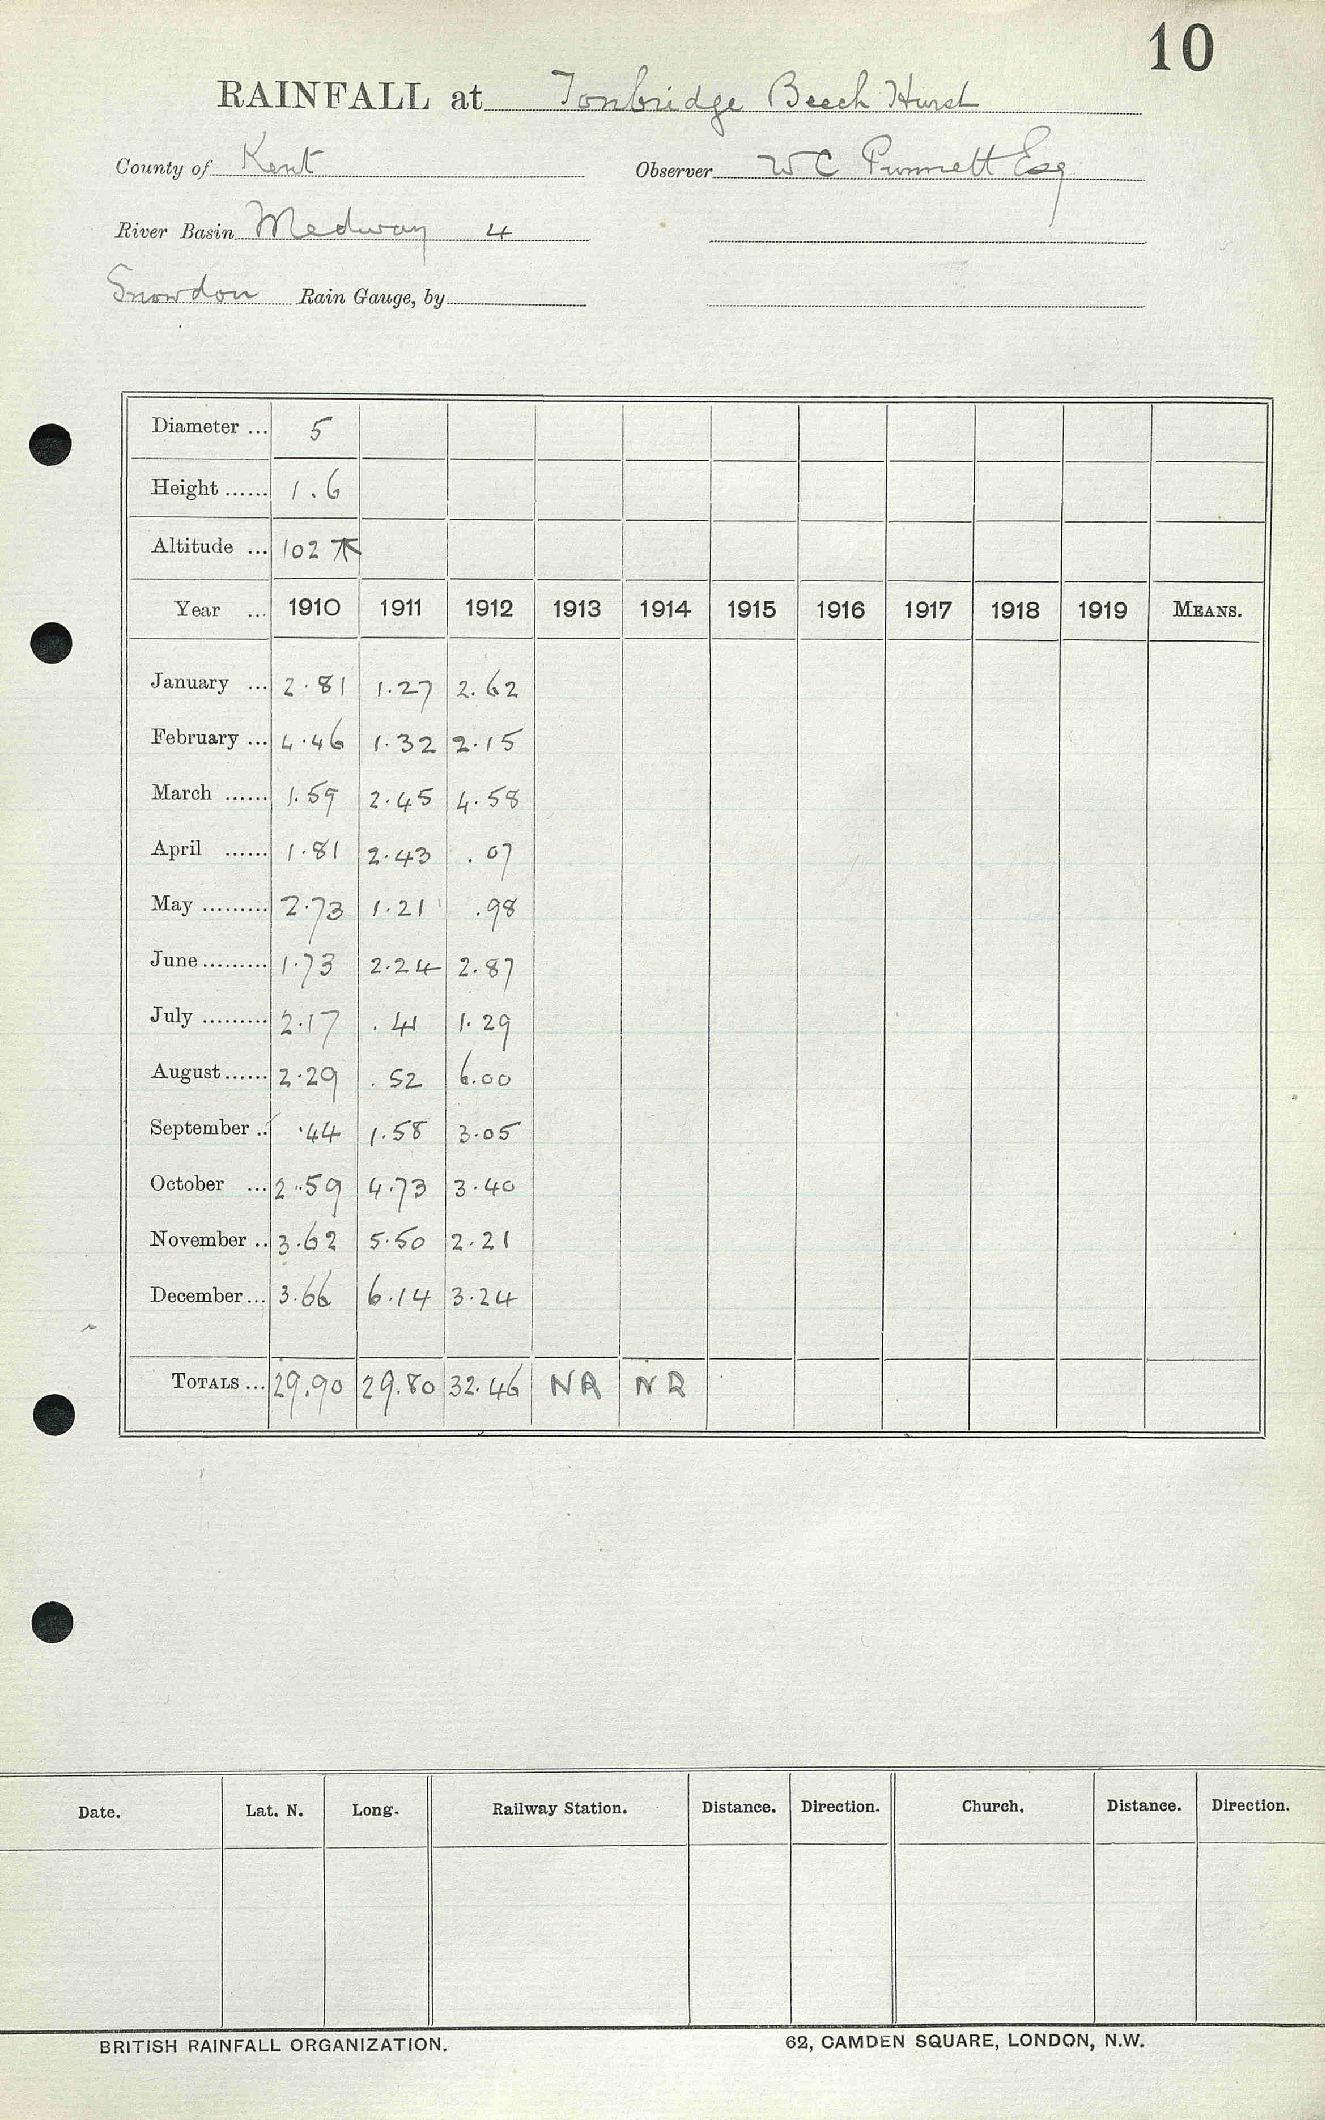 10
RAINFALL at Tonbridge Beech Hurst
County of Kent Observer W C Punnett Esq
River Basin Medway 4
Snowdon Rain Gauge, by
Diameter ... 5
Height ...... 1.6
Altitude ... 102
Year ... 1910 1911 1912 1913 1914 1915 1916 1917 1918 1919 MEANS.
January ... 2.81 1.27 2.62
February ... 4.46 1.32 2.15
March ...... 1.59 2.45 4.58
April ...... 1.81 2.43 .07
May ......... 2.73 1.21 .98
June ......... 1.73 2.24 2.87
July ......... 2.17 .41 1.29
August ...... 2.29 .52 6.00
September .. .44 1.58 3.05
October ... 2.59 4.73 3.40
November .. 3.62 5.50 2.21
December ... 3.66 6.14 3.24
TOTALS ... 29.90 29.80 32.46 NR NR
Date. Lat. N. Long. Railway Station. Distance. Direction. Church. Distance. Direction.
BRITISH RAINFALL ORGANIZATION. 62, CAMDEN SQUARE, LONDON, N.W.